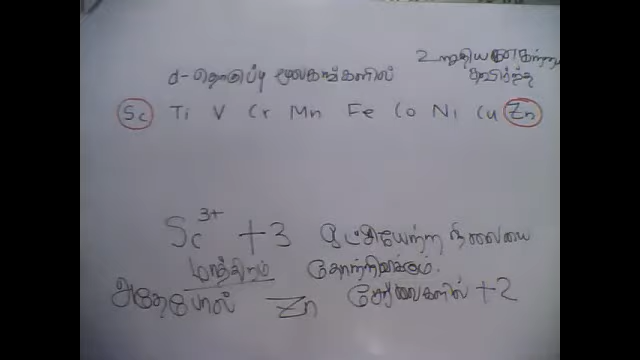 d-தொகுப்பு மூலகங்களில்
Sc Ti V Cr Mn Fe Co Ni Cu Zn
Sc³⁺ +3 ஒட்சியேற்ற நிலையை
மாத்திரம் தோற்றுவிக்கும்.
அதேபோல் Zn சேர்வைகளில் +2